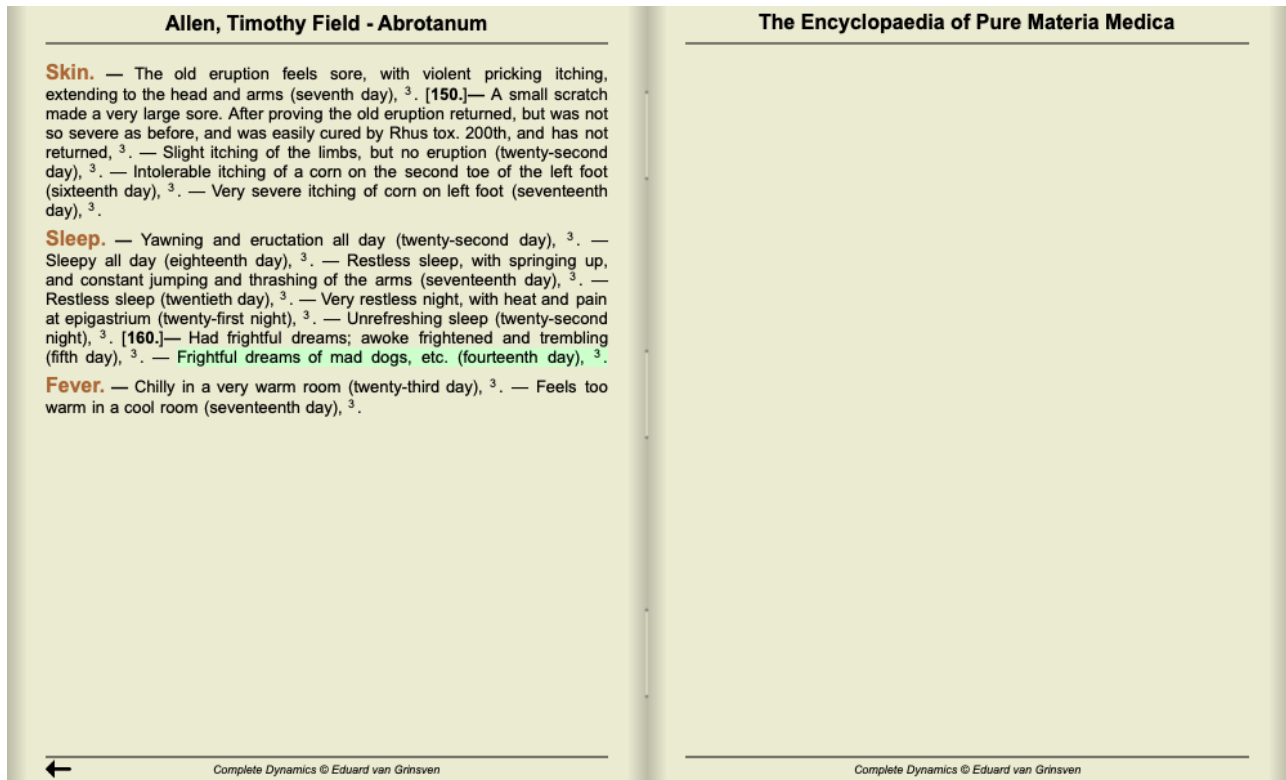 Allen, Timothy Field - Abrotanum
Skin. — The old eruption feels sore, with violent pricking itching,
extending to the head and arms (seventh day), ³. [150.]— A small scratch
made a very large sore. After proving the old eruption returned, but was not
so severe as before, and was easily cured by Rhus tox. 200th, and has not
returned, ³. — Slight itching of the limbs, but no eruption (twenty-second
day), ³. — Intolerable itching of a corn on the second toe of the left foot
(sixteenth day), ³. — Very severe itching of corn on left foot (seventeenth
day), ³.
Sleep. — Yawning and eructation all day (twenty-second day), ³. —
Sleepy all day (eighteenth day), ³. — Restless sleep, with springing up,
and constant jumping and thrashing of the arms (seventeenth day), ³. —
Restless sleep (twentieth day), ³. — Very restless night, with heat and pain
at epigastrium (twenty-first night), ³. — Unrefreshing sleep (twenty-second
night), ³. [160.]— Had frightful dreams; awoke frightened and trembling
(fifth day), ³. — Frightful dreams of mad dogs, etc. (fourteenth day), ³.
Fever. — Chilly in a very warm room (twenty-third day), ³. — Feels too
warm in a cool room (seventeenth day), ³.
Complete Dynamics © Eduard van Grinsven
The Encyclopaedia of Pure Materia Medica
Complete Dynamics © Eduard van Grinsven